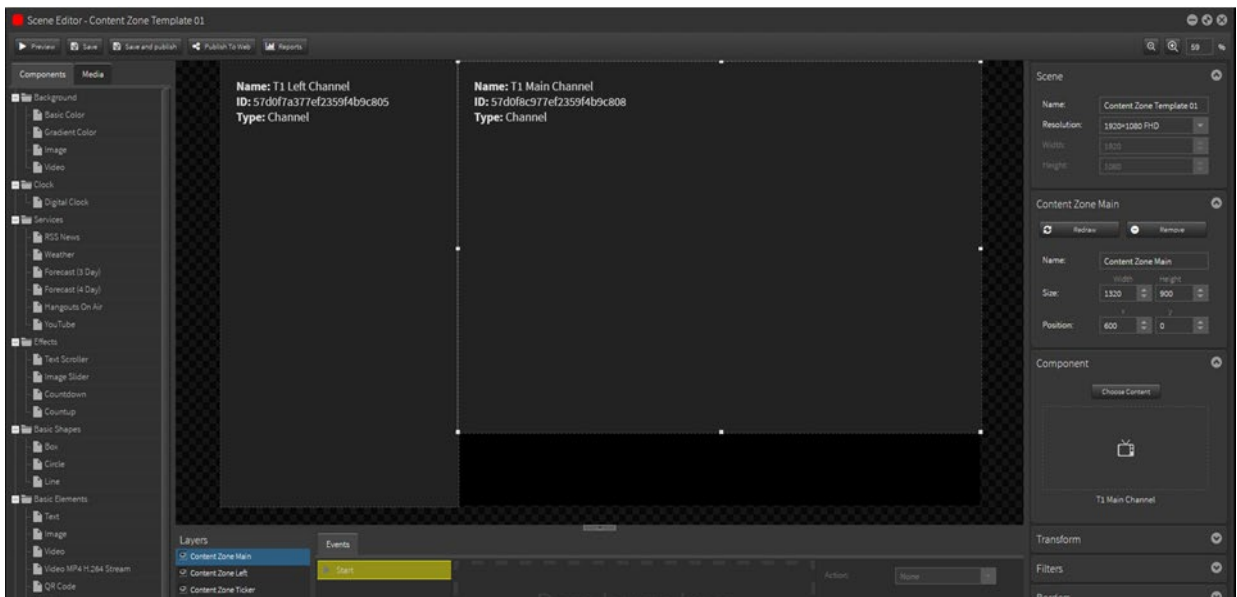 Scene Editor - Content Zone Template 01
Preview Save Save and publish Publish To Web Reports 59 %
Components Media
Background
Basic Color
Gradient Color
Image
Video
Clock
Digital Clock
Services
RSS News
Weather
Forecast (3 Day)
Forecast (4 Day)
Hangouts On Air
YouTube
Effects
Text Scroller
Image Slider
Countdown
Countup
Basic Shapes
Box
Circle
Line
Basic Elements
Text
Image
Video
Video MP4 H.264 Stream
QR Code
Name: T1 Left Channel
ID: 57d0f7a377ef2359f4b9c805
Type: Channel
Name: T1 Main Channel
ID: 57d0f8c977ef2359f4b9c808
Type: Channel
Layers
Content Zone Main
Content Zone Left
Content Zone Ticker
Events
Start
Action: None
Scene
Name: Content Zone Template 01
Resolution: 1920×1080 FHD
Width: 1920
Height: 1080
Content Zone Main
Redraw Remove
Name: Content Zone Main
Width Height
Size: 1320 900
x y
Position: 600 0
Component
Choose Content
T1 Main Channel
Transform
Filters